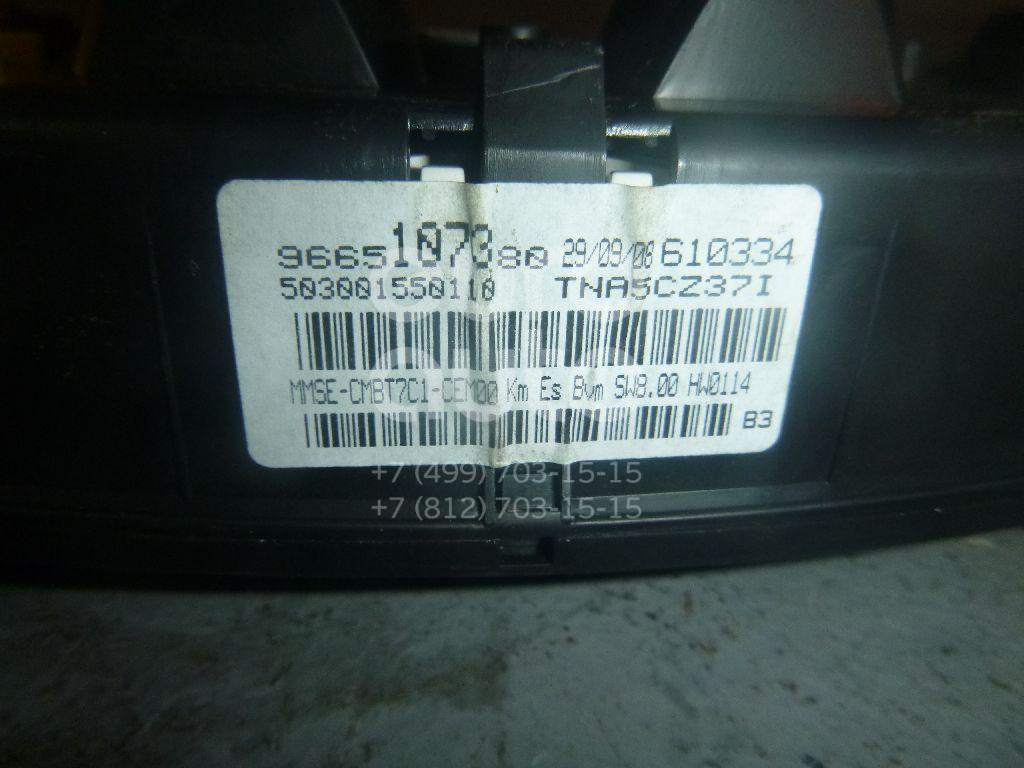 9665107380 29/09/08 610334
503001550110 TNA5CZ37I
MMSE-CMBT7C1-CEM00 Km Es Bvm SW8.00 HW0114
B3
+7 (499) 703-15-15
+7 (812) 703-15-15